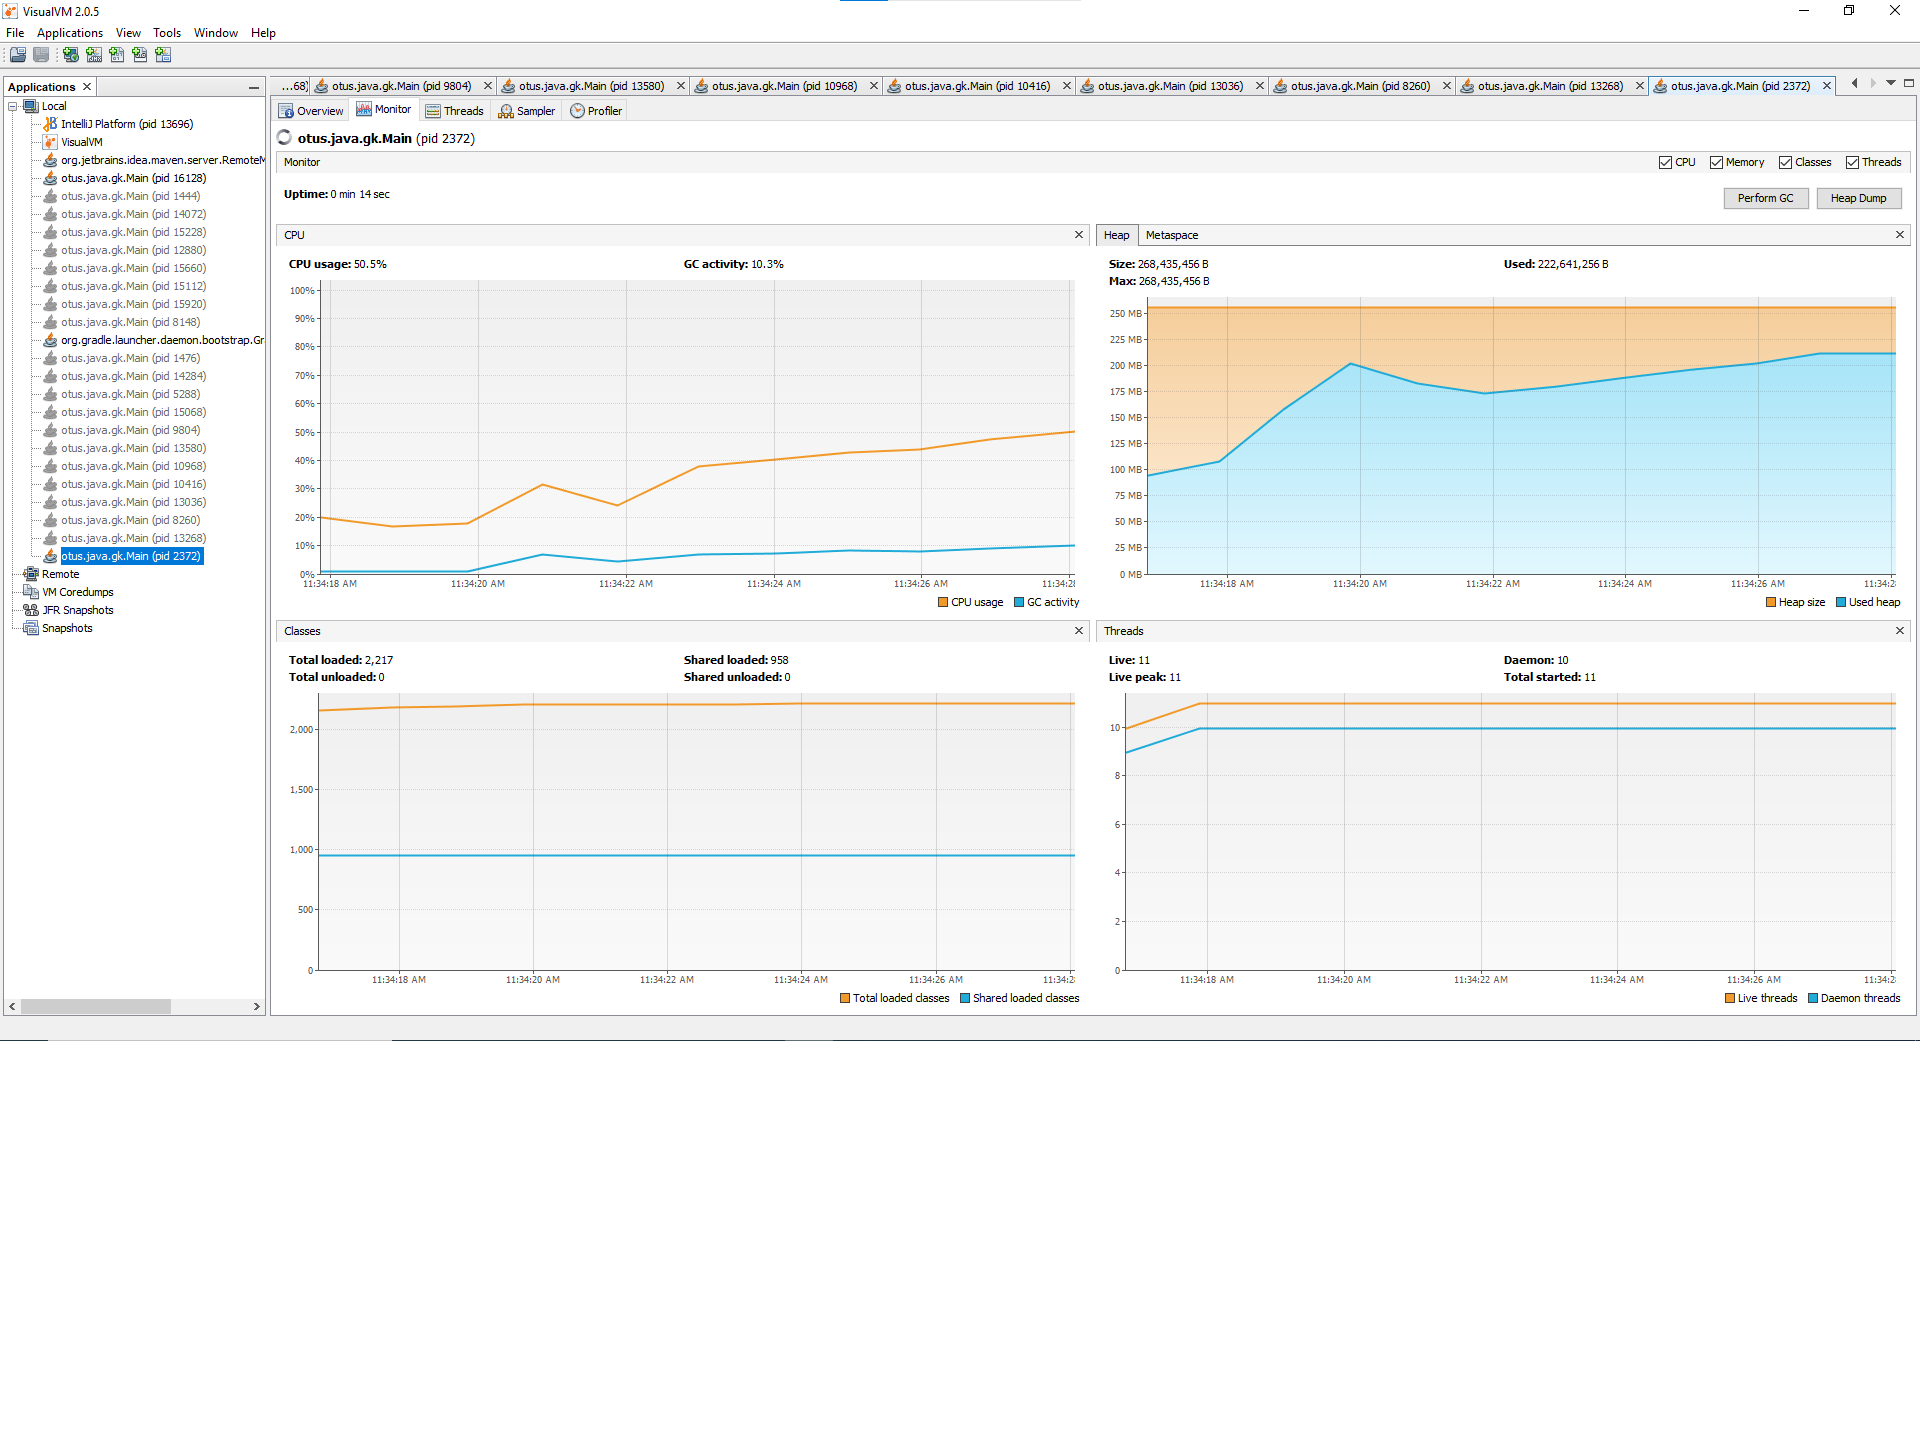 VisualVM 2.0.5
File Applications View Tools Window Help
Applications
Local
IntelliJ Platform (pid 13696)
VisualVM
org.jetbrains.idea.maven.server.RemoteM
otus.java.gk.Main (pid 16128)
otus.java.gk.Main (pid 1444)
otus.java.gk.Main (pid 14072)
otus.java.gk.Main (pid 15228)
otus.java.gk.Main (pid 12880)
otus.java.gk.Main (pid 15660)
otus.java.gk.Main (pid 15112)
otus.java.gk.Main (pid 15920)
otus.java.gk.Main (pid 8148)
org.gradle.launcher.daemon.bootstrap.Gr
otus.java.gk.Main (pid 1476)
otus.java.gk.Main (pid 14284)
otus.java.gk.Main (pid 5288)
otus.java.gk.Main (pid 15068)
otus.java.gk.Main (pid 9804)
otus.java.gk.Main (pid 13580)
otus.java.gk.Main (pid 10968)
otus.java.gk.Main (pid 10416)
otus.java.gk.Main (pid 13036)
otus.java.gk.Main (pid 8260)
otus.java.gk.Main (pid 13268)
otus.java.gk.Main (pid 2372)
Remote
VM Coredumps
JFR Snapshots
Snapshots
...68) otus.java.gk.Main (pid 9804) otus.java.gk.Main (pid 13580) otus.java.gk.Main (pid 10968) otus.java.gk.Main (pid 10416) otus.java.gk.Main (pid 13036) otus.java.gk.Main (pid 8260) otus.java.gk.Main (pid 13268) otus.java.gk.Main (pid 2372)
Overview Monitor Threads Sampler Profiler
otus.java.gk.Main (pid 2372)
Monitor CPU Memory Classes Threads
Uptime: 0 min 14 sec Perform GC Heap Dump
CPU
CPU usage: 50.5% GC activity: 10.3%
100%
90%
80%
70%
60%
50%
40%
30%
20%
10%
0%
11:34:18 AM 11:34:20 AM 11:34:22 AM 11:34:24 AM 11:34:26 AM 11:34:28
CPU usage GC activity
Heap Metaspace
Size: 268,435,456 B Used: 222,641,256 B
Max: 268,435,456 B
250 MB
225 MB
200 MB
175 MB
150 MB
125 MB
100 MB
75 MB
50 MB
25 MB
0 MB
11:34:18 AM 11:34:20 AM 11:34:22 AM 11:34:24 AM 11:34:26 AM 11:34:2
Heap size Used heap
Classes
Total loaded: 2,217 Shared loaded: 958
Total unloaded: 0 Shared unloaded: 0
2,000
1,500
1,000
500
0
11:34:18 AM 11:34:20 AM 11:34:22 AM 11:34:24 AM 11:34:26 AM 11:34:2
Total loaded classes Shared loaded classes
Threads
Live: 11 Daemon: 10
Live peak: 11 Total started: 11
10
8
6
4
2
0
11:34:18 AM 11:34:20 AM 11:34:22 AM 11:34:24 AM 11:34:26 AM 11:34:2
Live threads Daemon threads